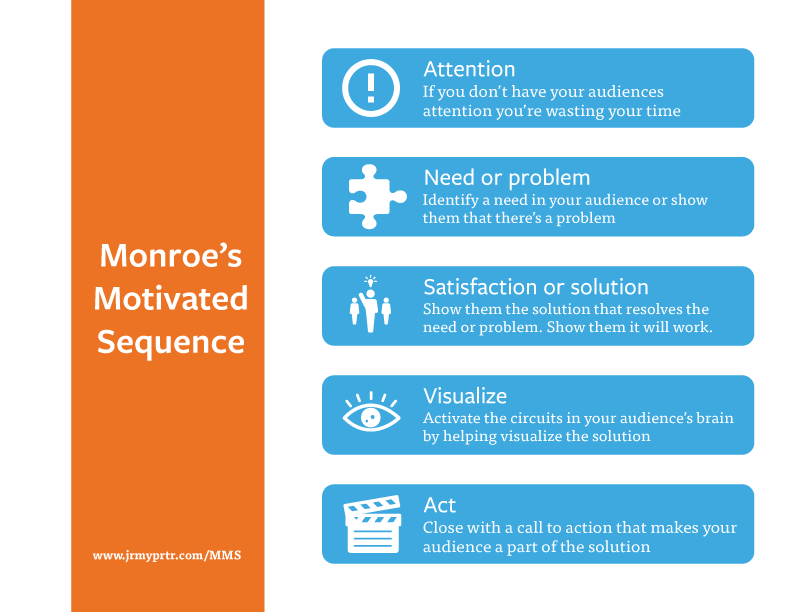 Monroe’s
Motivated
Sequence
www.jrmyprtr.com/MMS
Attention
If you don’t have your audiences
attention you’re wasting your time
Need or problem
Identify a need in your audience or show
them that there’s a problem
Satisfaction or solution
Show them the solution that resolves the
need or problem. Show them it will work.
Visualize
Activate the circuits in your audience’s brain
by helping visualize the solution
Act
Close with a call to action that makes your
audience a part of the solution